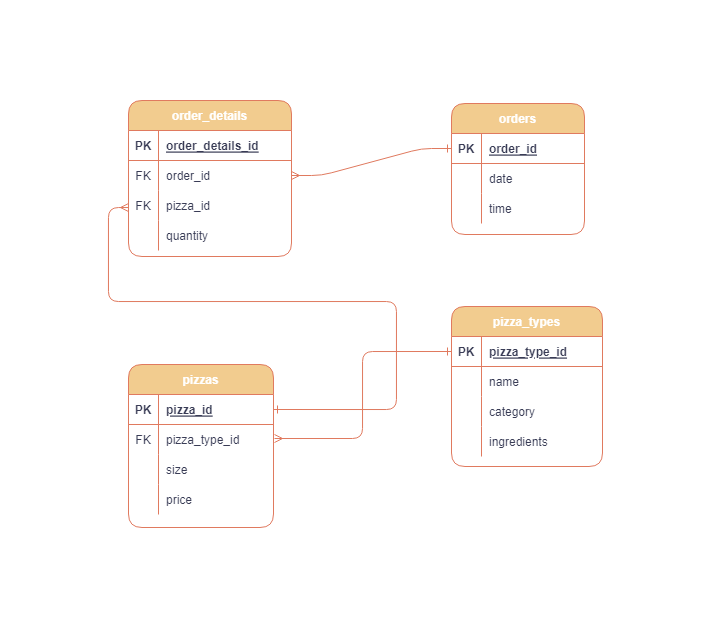 order_details
PK order_details_id
FK order_id
FK pizza_id
quantity
orders
PK order_id
date
time
pizzas
PK pizza_id
FK pizza_type_id
size
price
pizza_types
PK pizza_type_id
name
category
ingredients